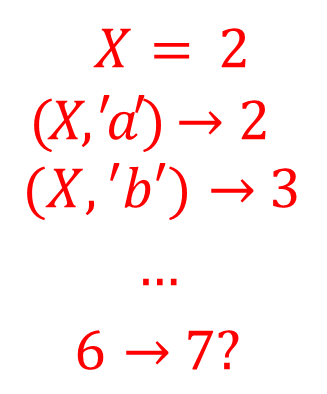 X = 2
(X,'a') → 2
(X, 'b') → 3
...
6 → 7?